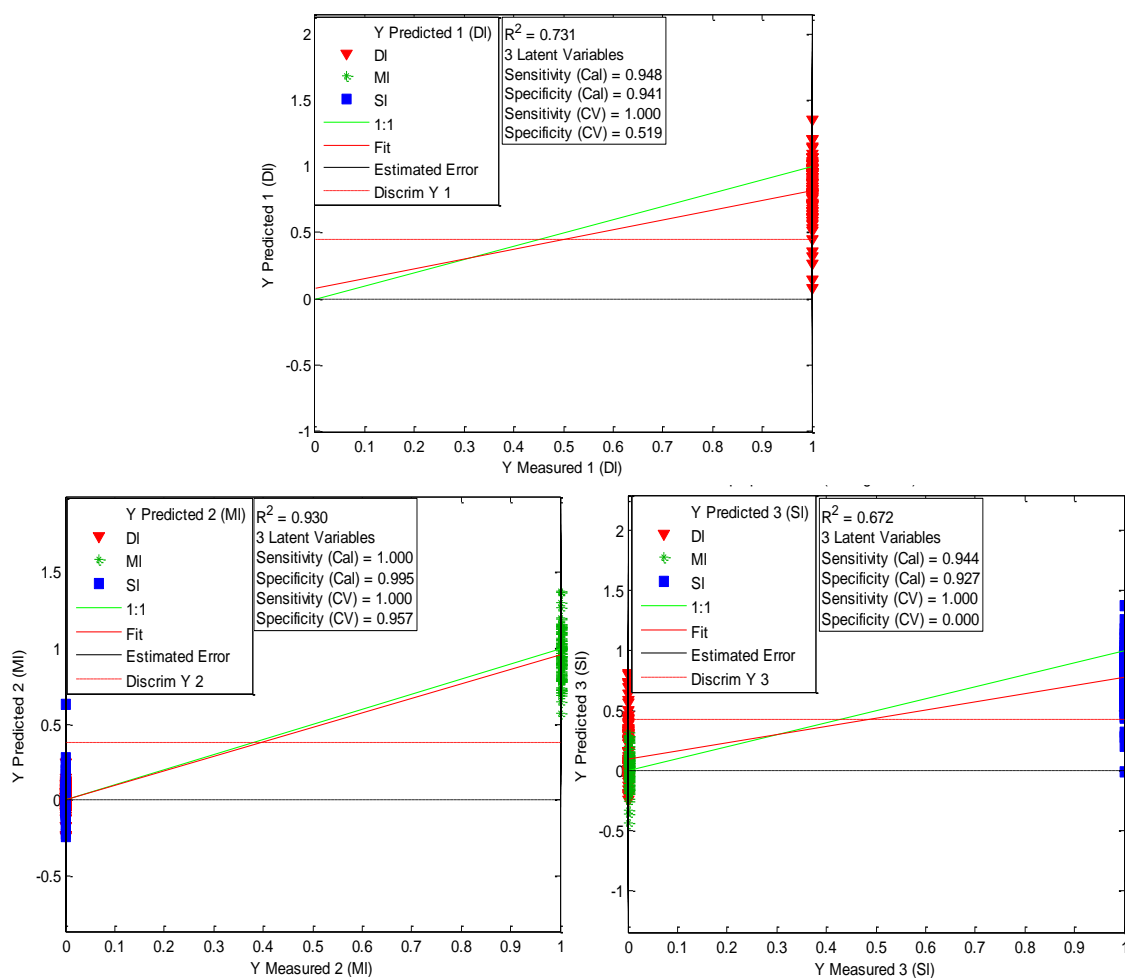 Y Predicted 1 (DI)
DI
MI
SI
1:1
Fit
Estimated Error
Discrim Y 1
R² = 0.731
3 Latent Variables
Sensitivity (Cal) = 0.948
Specificity (Cal) = 0.941
Sensitivity (CV) = 1.000
Specificity (CV) = 0.519
2
1.5
1
0.5
0
-0.5
-1
Y Predicted 1 (DI)
0 0.1 0.2 0.3 0.4 0.5 0.6 0.7 0.8 0.9 1
Y Measured 1 (DI)
Y Predicted 2 (MI)
DI
MI
SI
1:1
Fit
Estimated Error
Discrim Y 2
R² = 0.930
3 Latent Variables
Sensitivity (Cal) = 1.000
Specificity (Cal) = 0.995
Sensitivity (CV) = 1.000
Specificity (CV) = 0.957
1.5
1
0.5
0
-0.5
Y Predicted 2 (MI)
0 0.1 0.2 0.3 0.4 0.5 0.6 0.7 0.8 0.9 1
Y Measured 2 (MI)
Y Predicted 3 (SI)
DI
MI
SI
1:1
Fit
Estimated Error
Discrim Y 3
R² = 0.672
3 Latent Variables
Sensitivity (Cal) = 0.944
Specificity (Cal) = 0.927
Sensitivity (CV) = 1.000
Specificity (CV) = 0.000
2
1.5
1
0.5
0
-0.5
-1
Y Predicted 3 (SI)
0 0.1 0.2 0.3 0.4 0.5 0.6 0.7 0.8 0.9 1
Y Measured 3 (SI)